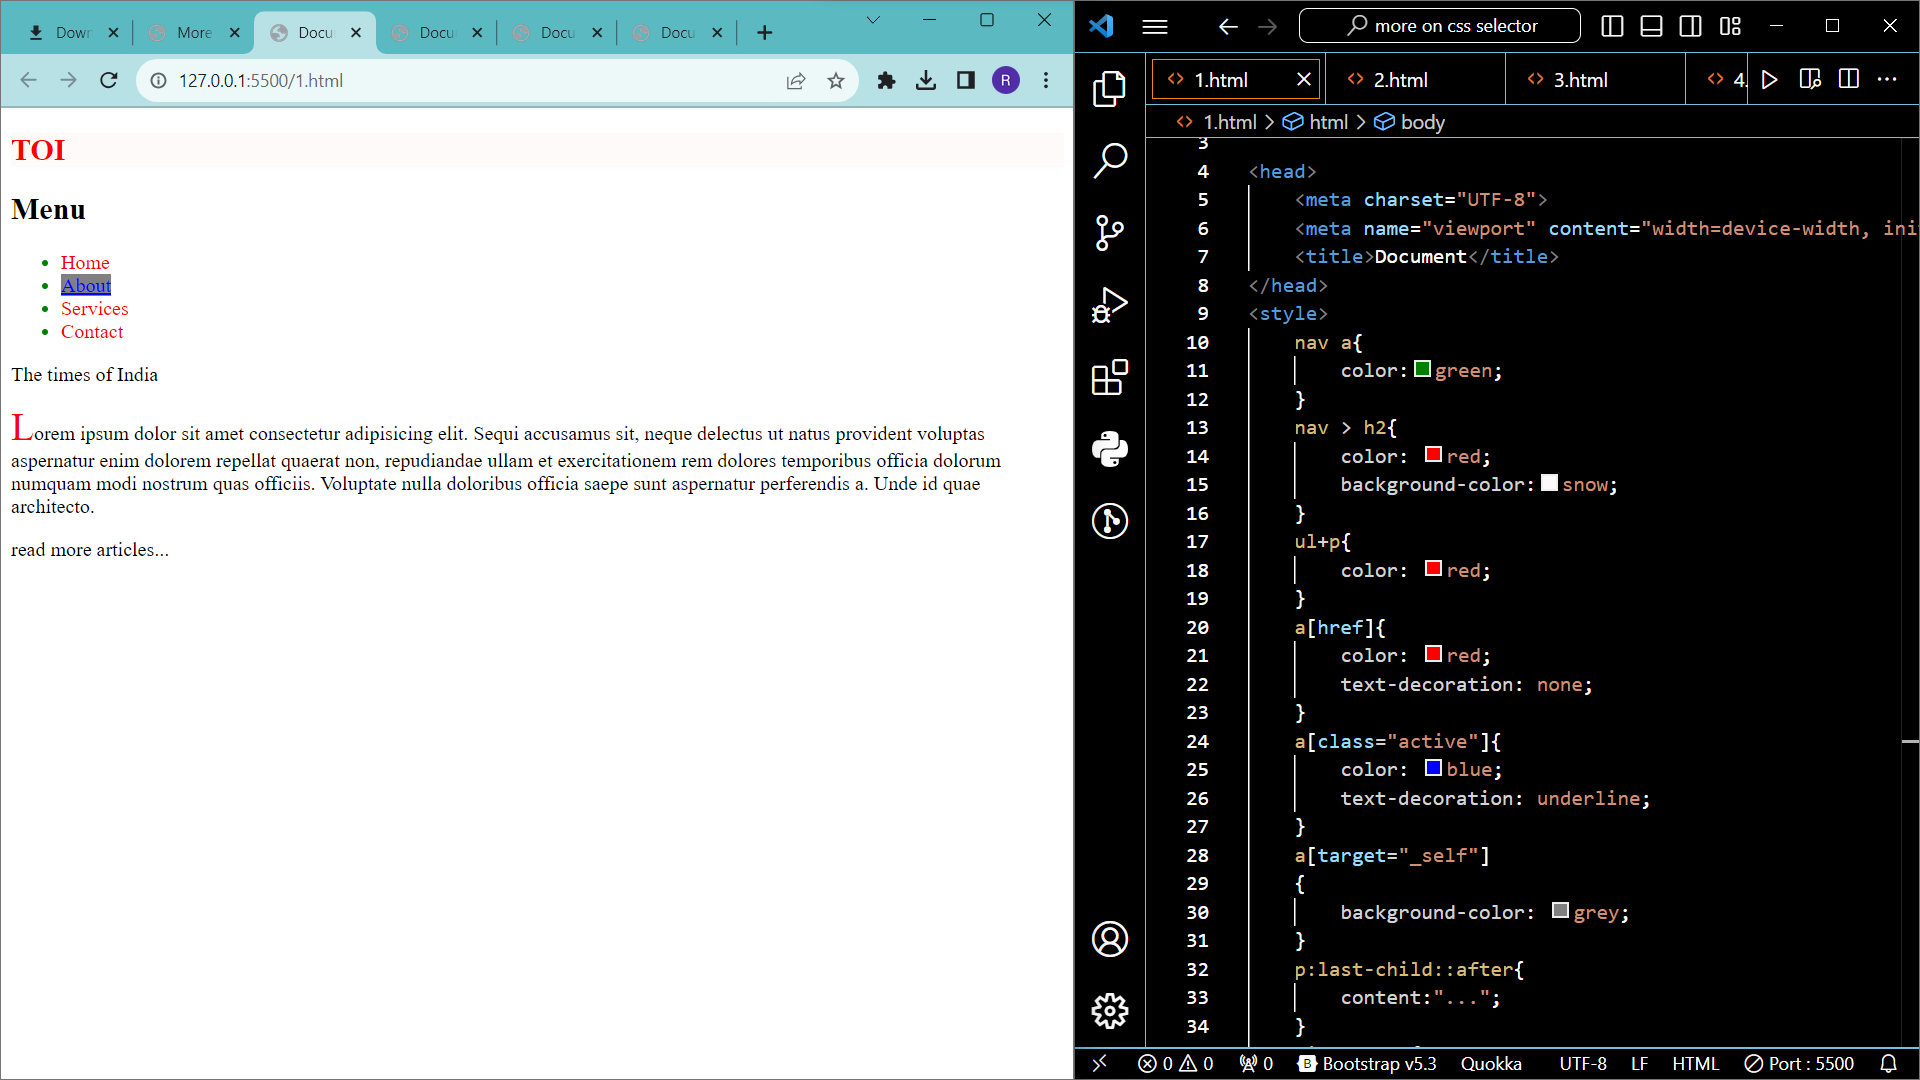 Down
More
Docu
Docu
Docu
Docu
127.0.0.1:5500/1.html
R
TOI
Menu
Home
About
Services
Contact
The times of India
Lorem ipsum dolor sit amet consectetur adipisicing elit. Sequi accusamus sit, neque delectus ut natus provident voluptas
aspernatur enim dolorem repellat quaerat non, repudiandae ullam et exercitationem rem dolores temporibus officia dolorum
numquam modi nostrum quas officiis. Voluptate nulla doloribus officia saepe sunt aspernatur perferendis a. Unde id quae
architecto.
read more articles...
more on css selector
1.html
2.html
3.html
4.
1.html > html > body
3
4 <head>
5 <meta charset="UTF-8">
6 <meta name="viewport" content="width=device-width, ini
7 <title>Document</title>
8 </head>
9 <style>
10 nav a{
11 color:green;
12 }
13 nav > h2{
14 color: red;
15 background-color:snow;
16 }
17 ul+p{
18 color: red;
19 }
20 a[href]{
21 color: red;
22 text-decoration: none;
23 }
24 a[class="active"]{
25 color: blue;
26 text-decoration: underline;
27 }
28 a[target="_self"]
29 {
30 background-color: grey;
31 }
32 p:last-child::after{
33 content:"...";
34 }
0 0 0 B Bootstrap v5.3 Quokka UTF-8 LF HTML Port : 5500